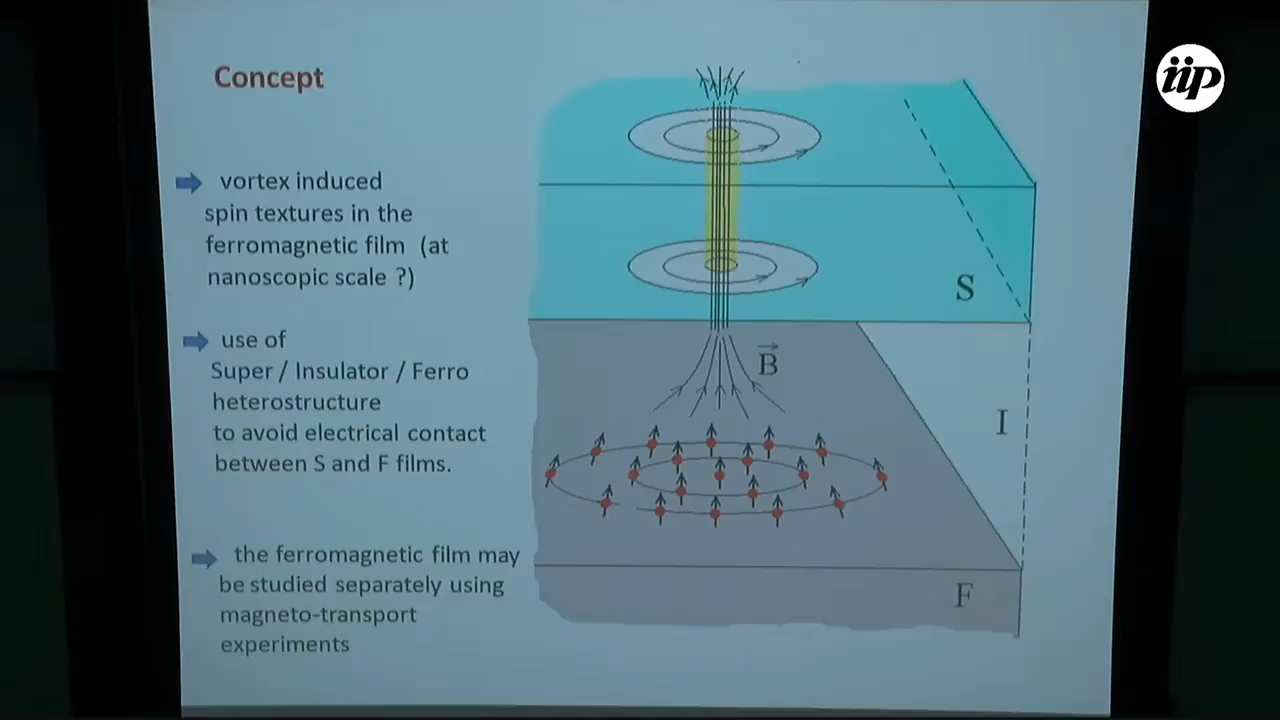 Concept
vortex induced
spin textures in the
ferromagnetic film (at
nanoscopic scale ?)
use of
Super / Insulator / Ferro
heterostructure
to avoid electrical contact
between S and F films.
the ferromagnetic film may
be studied separately using
magneto-transport
experiments
S
B
I
F
iip